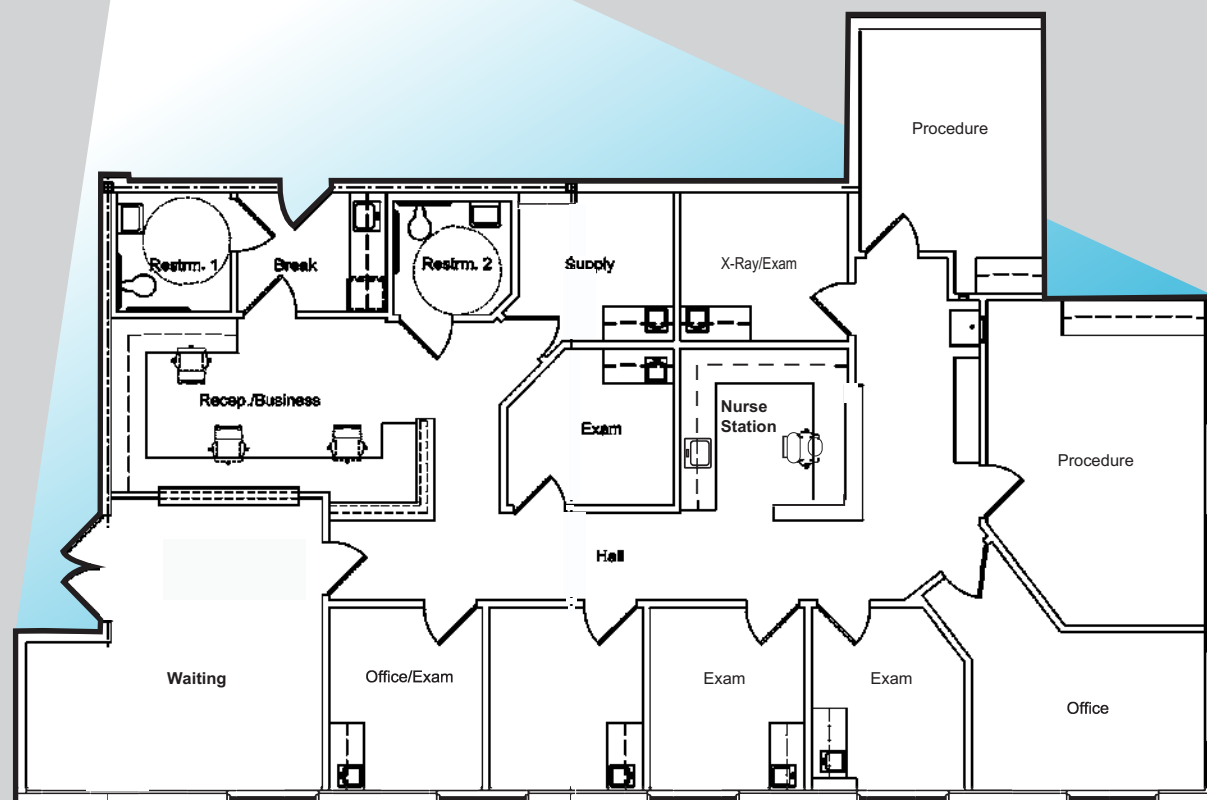 Procedure
Restrm. 1
Break
Restrm. 2
Supply
X-Ray/Exam
Recep./Business
Exam
Nurse
Station
Procedure
Hall
Waiting
Office/Exam
Exam
Exam
Office